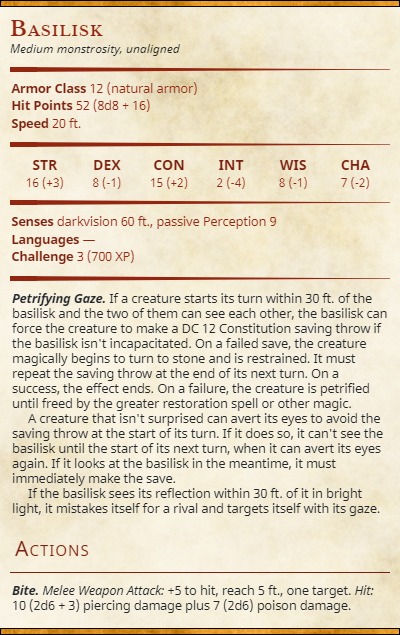 Basilisk
Medium monstrosity, unaligned
Armor Class 12 (natural armor)
Hit Points 52 (8d8 + 16)
Speed 20 ft.
STR DEX CON INT WIS CHA
16 (+3) 8 (-1) 15 (+2) 2 (-4) 8 (-1) 7 (-2)
Senses darkvision 60 ft., passive Perception 9
Languages —
Challenge 3 (700 XP)
Petrifying Gaze. If a creature starts its turn within 30 ft. of the
basilisk and the two of them can see each other, the basilisk can
force the creature to make a DC 12 Constitution saving throw if
the basilisk isn't incapacitated. On a failed save, the creature
magically begins to turn to stone and is restrained. It must
repeat the saving throw at the end of its next turn. On a
success, the effect ends. On a failure, the creature is petrified
until freed by the greater restoration spell or other magic.
A creature that isn't surprised can avert its eyes to avoid the
saving throw at the start of its turn. If it does so, it can't see the
basilisk until the start of its next turn, when it can avert its eyes
again. If it looks at the basilisk in the meantime, it must
immediately make the save.
If the basilisk sees its reflection within 30 ft. of it in bright
light, it mistakes itself for a rival and targets itself with its gaze.
Actions
Bite. Melee Weapon Attack: +5 to hit, reach 5 ft., one target. Hit:
10 (2d6 + 3) piercing damage plus 7 (2d6) poison damage.